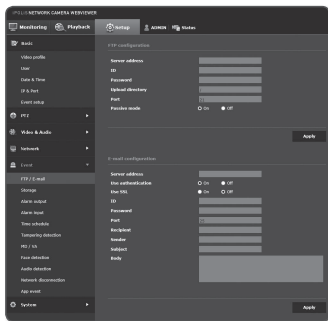 iPOLiS NETWORK CAMERA WEBVIEWER
Monitoring
Playback
Setup
ADMIN
Status
Basic
Video profile
User
Date & Time
IP & Port
Event setup
PTZ
Video & Audio
Network
Event
FTP / E-mail
Storage
Alarm output
Alarm input
Time schedule
Tampering detection
MD / VA
Face detection
Audio detection
Network disconnection
App event
System
FTP configuration
Server address
ID
Password
Upload directory
Port
Passive mode
On
Off
Apply
E-mail configuration
Server address
Use authentication
On
Off
Use SSL
On
Off
ID
Password
Port
Recipient
Sender
Subject
Body
Apply